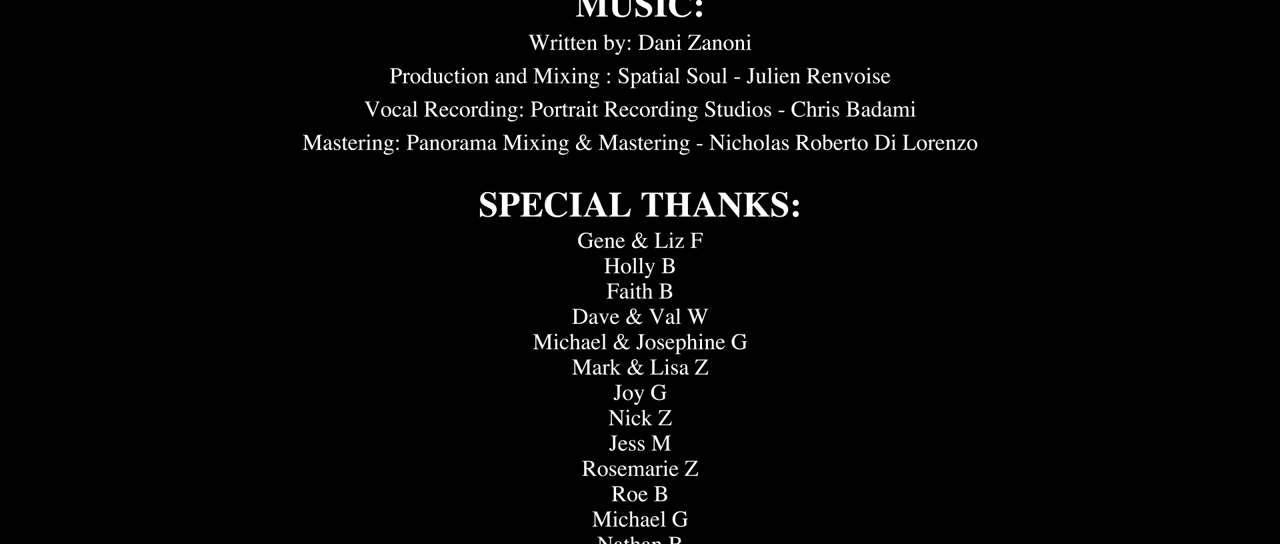 MUSIC:
Written by: Dani Zanoni
Production and Mixing : Spatial Soul - Julien Renvoise
Vocal Recording: Portrait Recording Studios - Chris Badami
Mastering: Panorama Mixing & Mastering - Nicholas Roberto Di Lorenzo
SPECIAL THANKS:
Gene & Liz F
Holly B
Faith B
Dave & Val W
Michael & Josephine G
Mark & Lisa Z
Joy G
Nick Z
Jess M
Rosemarie Z
Roe B
Michael G
Nathan